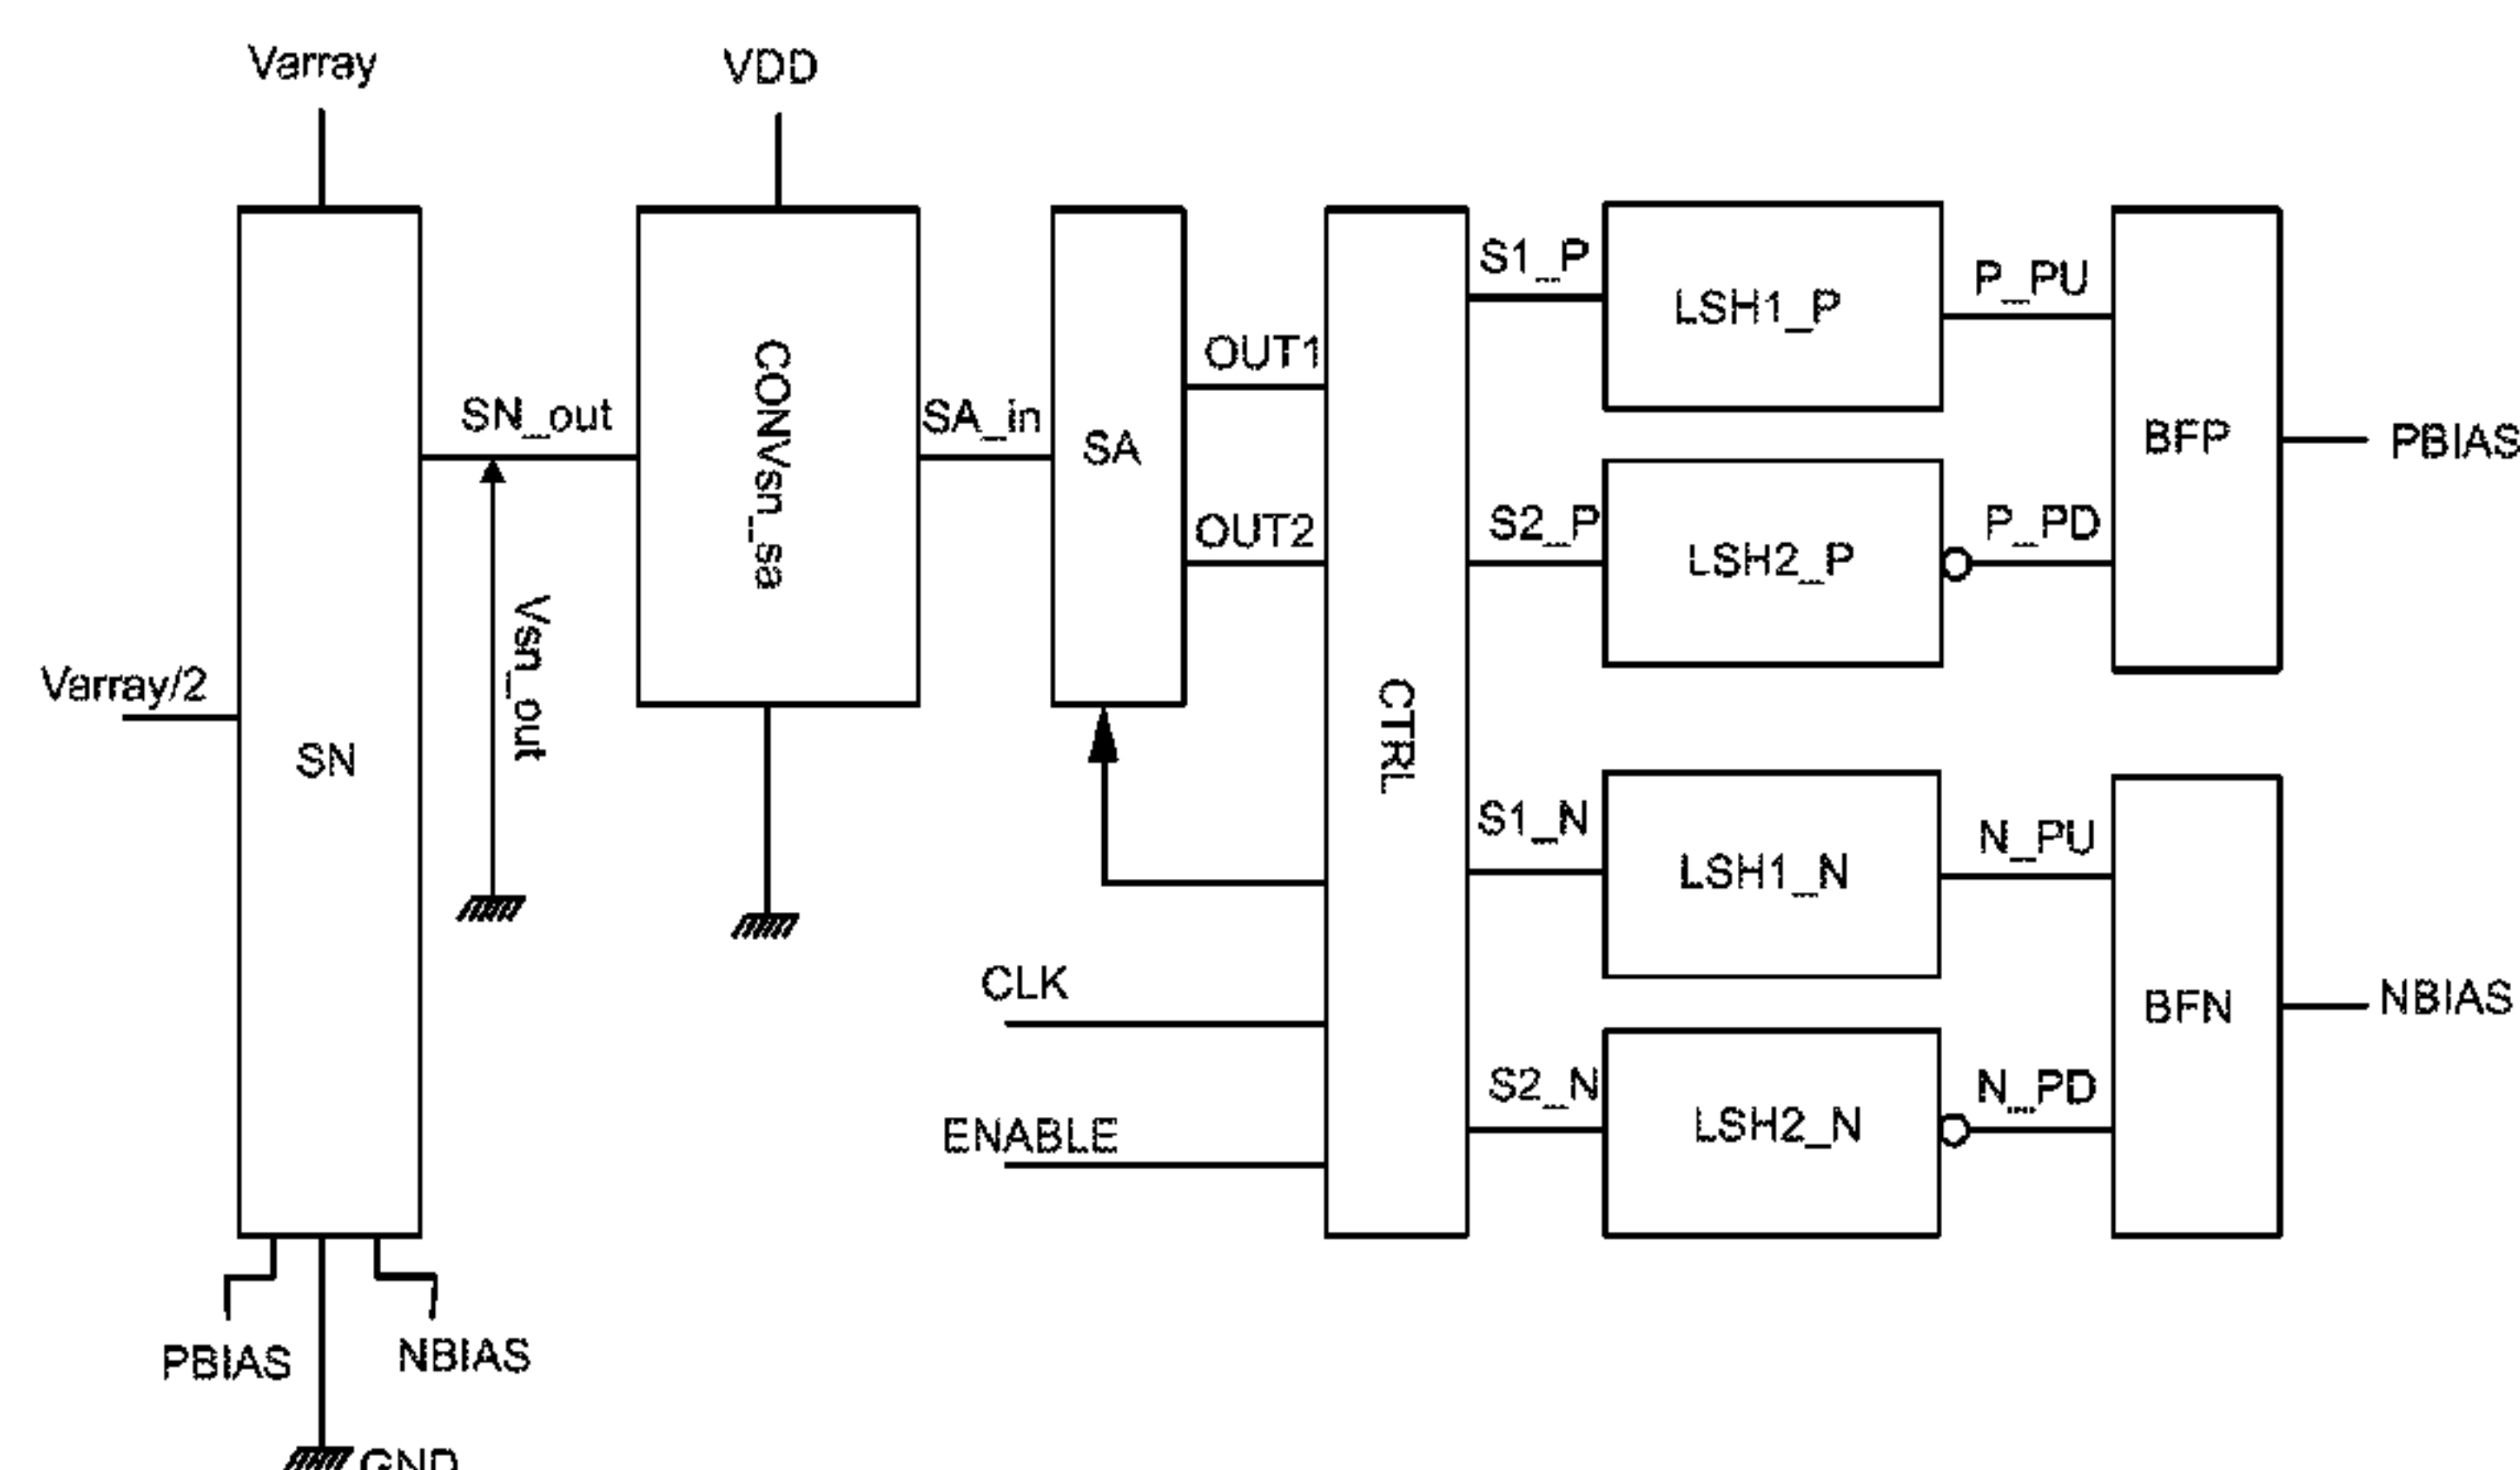 Varray
VDD
S1_P
LSH1_P
P_PU
OUT1
SN_out
CONVsn_sa
SA_in
SA
BFP
PBIAS
OUT2
S2_P
LSH2_P
P_PD
Vsn_out
Varray/2
SN
CTRL
S1_N
LSH1_N
N_PU
CLK
BFN
NBIAS
ENABLE
S2_N
LSH2_N
N_PD
PBIAS
NBIAS
GND